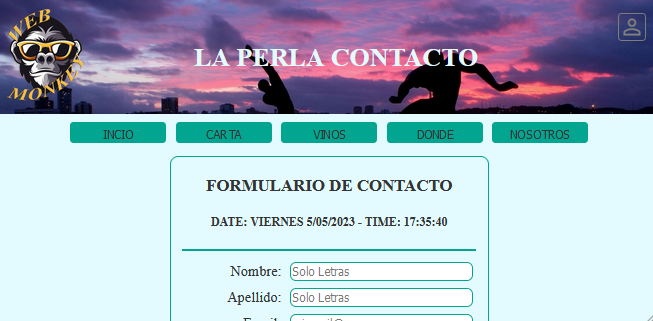 WEB
MONKEY
LA PERLA CONTACTO
INCIO CARTA VINOS DONDE NOSOTROS
FORMULARIO DE CONTACTO
DATE: VIERNES 5/05/2023 - TIME: 17:35:40
Nombre: Solo Letras
Apellido: Solo Letras